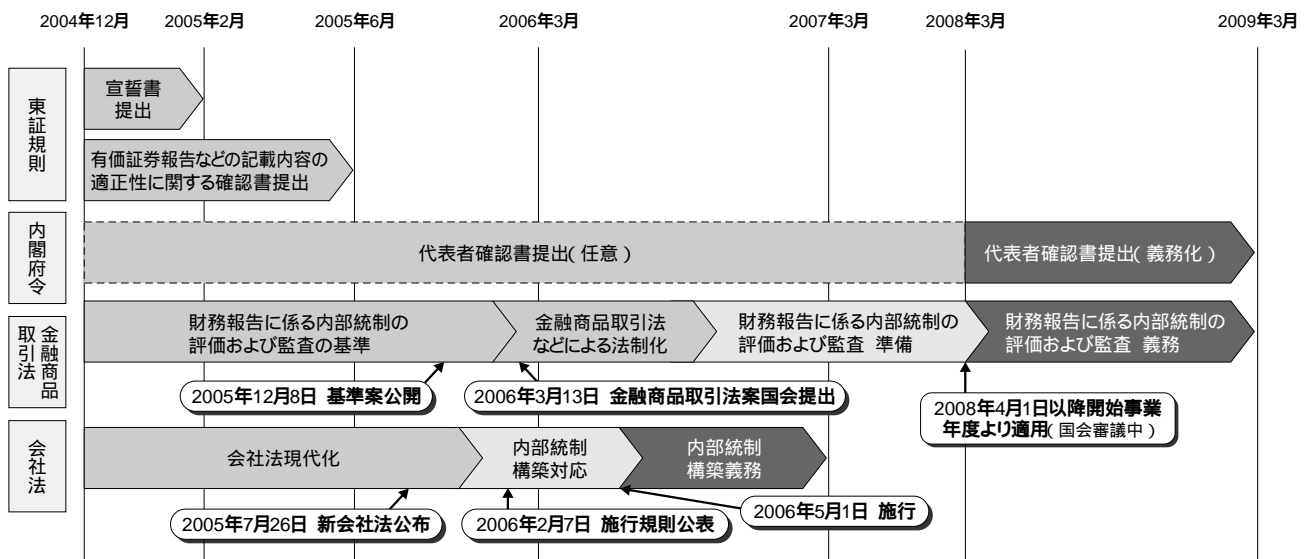 2004年12月 2005年2月 2005年6月 2006年3月 2007年3月 2008年3月 2009年3月
東証規則
宣誓書
提出
有価証券報告などの記載内容の
適正性に関する確認書提出
内閣府令
代表者確認書提出(任意)
代表者確認書提出(義務化)
金融商品
取引法
財務報告に係る内部統制の
評価および監査の基準
金融商品取引法
などによる法制化
財務報告に係る内部統制の
評価および監査 準備
財務報告に係る内部統制の
評価および監査 義務
2005年12月8日 基準案公開
2006年3月13日 金融商品取引法案国会提出
2008年4月1日以降開始事業
年度より適用(国会審議中)
会社法
会社法現代化
内部統制
構築対応
内部統制
構築義務
2005年7月26日 新会社法公布
2006年2月7日 施行規則公表
2006年5月1日 施行